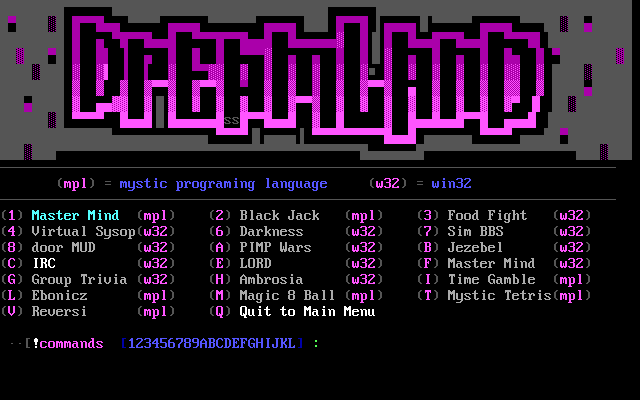 DREAMLAND
ss
(mpl) = mystic programing language (w32) = win32
(1) Master Mind (mpl) (2) Black Jack (mpl) (3) Food Fight (w32)
(4) Virtual Sysop(w32) (6) Darkness (w32) (7) Sim BBS (w32)
(8) door MUD (w32) (A) PIMP Wars (w32) (B) Jezebel (w32)
(C) IRC (w32) (E) LORD (w32) (F) Master Mind (w32)
(G) Group Trivia (w32) (H) Ambrosia (w32) (I) Time Gamble (mpl)
(L) Ebonicz (mpl) (M) Magic 8 Ball (mpl) (T) Mystic Tetris(mpl)
(V) Reversi (mpl) (Q) Quit to Main Menu
--[!commands [123456789ABCDEFGHIJKL] :